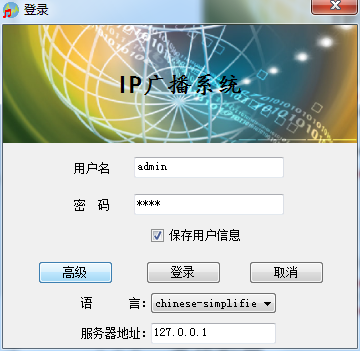 登录
IP广播系统
用户名 admin
密 码 ****
保存用户信息
高级 登录 取消
语 言: chinese-simplifie
服务器地址: 127.0.0.1